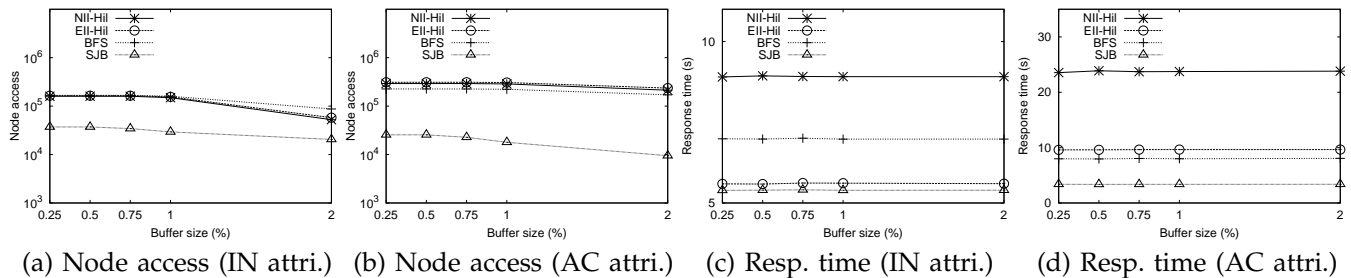 NII-Hil
EII-Hil
BFS
SJB
Node access
10^6
10^5
10^4
10^3
0.25 0.5 0.75 1 2
Buffer size (%)
(a) Node access (IN attri.)
NII-Hil
EII-Hil
BFS
SJB
Node access
10^6
10^5
10^4
10^3
0.25 0.5 0.75 1 2
Buffer size (%)
(b) Node access (AC attri.)
NII-Hil
EII-Hil
BFS
SJB
Response time (s)
10
5
0.25 0.5 0.75 1 2
Buffer size (%)
(c) Resp. time (IN attri.)
NII-Hil
EII-Hil
BFS
SJB
Response time (s)
35
30
20
10
0
0.25 0.5 0.75 1 2
Buffer size (%)
(d) Resp. time (AC attri.)